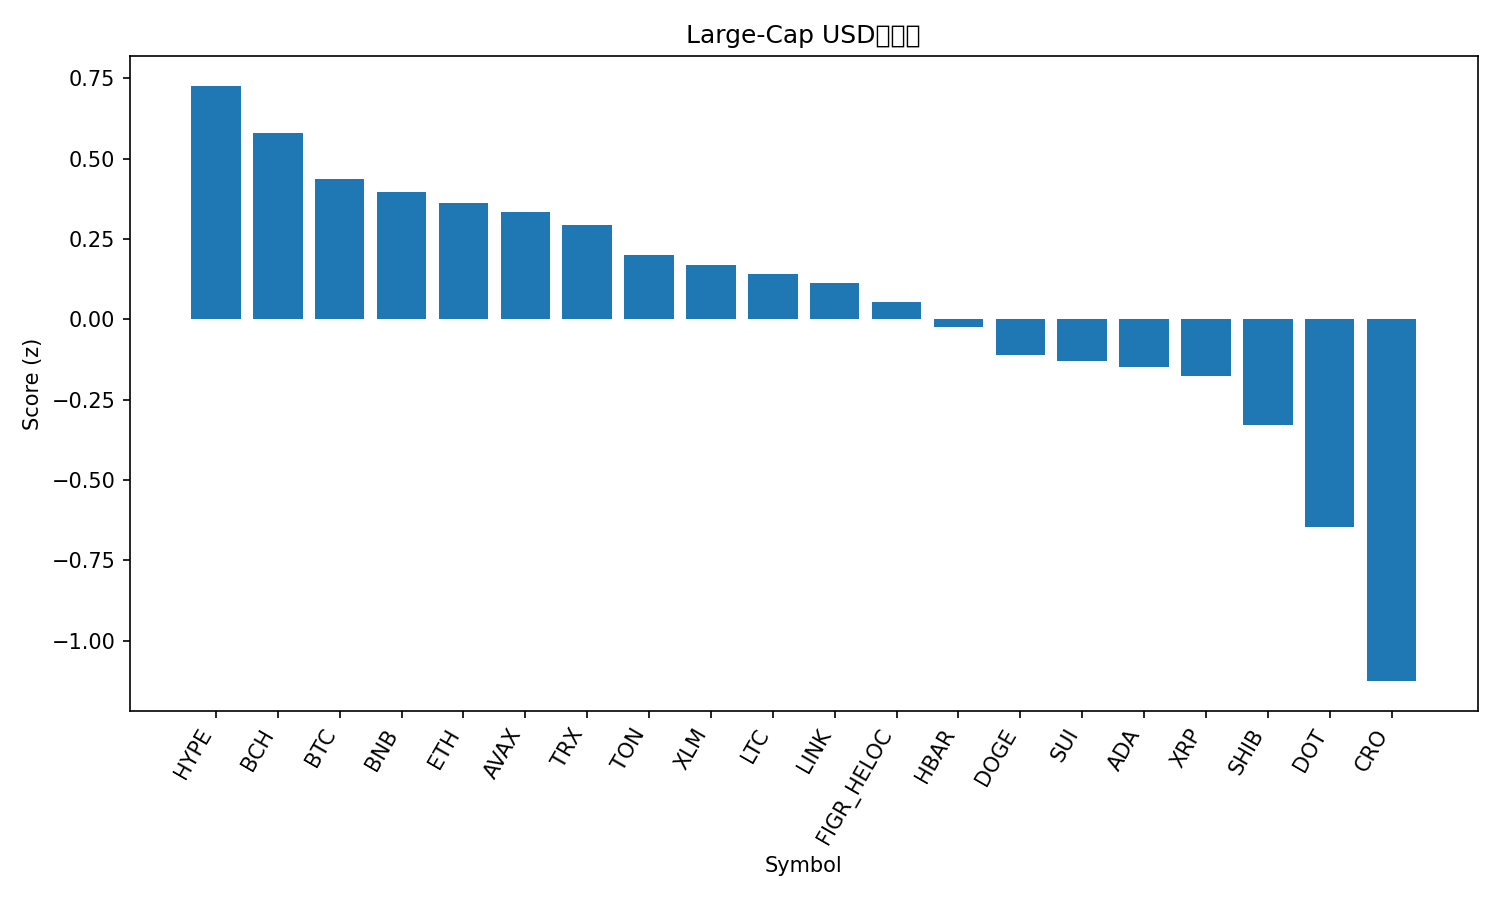 Large-Cap USD
0.75
0.50
0.25
0.00
−0.25
−0.50
−0.75
−1.00
Score (z)
HYPE
BCH
BTC
BNB
ETH
AVAX
TRX
TON
XLM
LTC
LINK
FIGR_HELOC
HBAR
DOGE
SUI
ADA
XRP
SHIB
DOT
CRO
Symbol